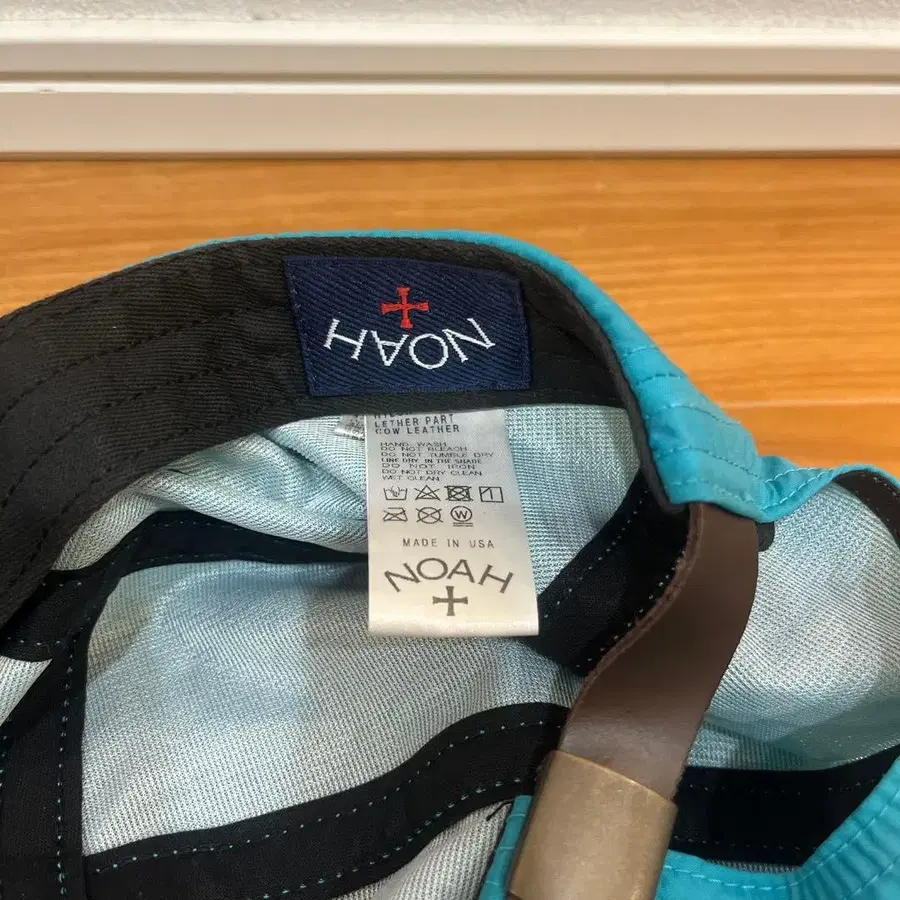 NOAH
LETHER PART
COW LEATHER
HAND WASH
DO NOT BLEACH
DO NOT TUMBLE DRY
LINE DRY IN THE SHADE
DO NOT IRON
DO NOT DRY CLEAN
WET CLEAN
W
MADE IN USA
NOAH